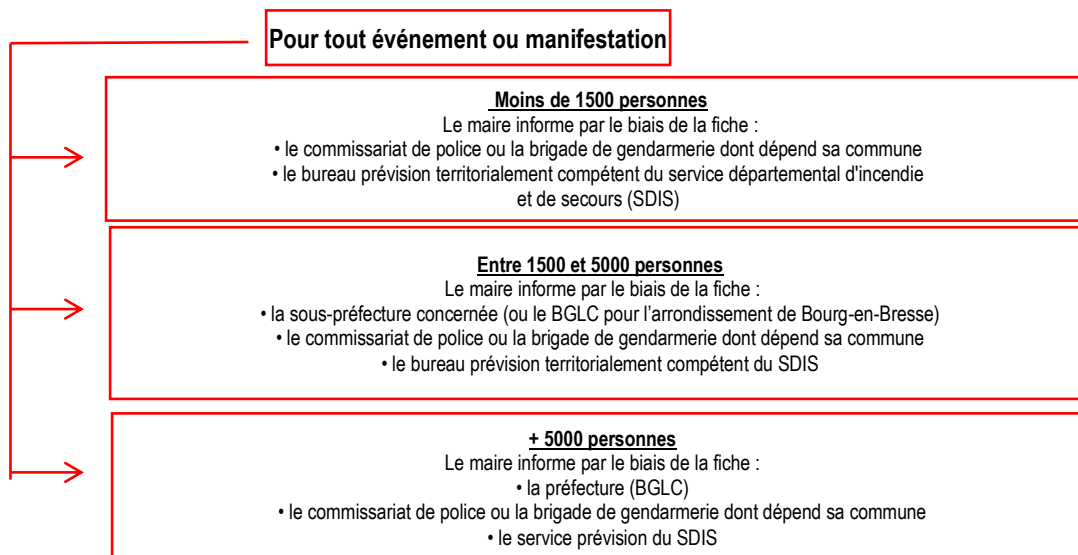 Pour tout événement ou manifestation
Moins de 1500 personnes
Le maire informe par le biais de la fiche :
• le commissariat de police ou la brigade de gendarmerie dont dépend sa commune
• le bureau prévision territorialement compétent du service départemental d'incendie
et de secours (SDIS)
Entre 1500 et 5000 personnes
Le maire informe par le biais de la fiche :
• la sous-préfecture concernée (ou le BGLC pour l’arrondissement de Bourg-en-Bresse)
• le commissariat de police ou la brigade de gendarmerie dont dépend sa commune
• le bureau prévision territorialement compétent du SDIS
+ 5000 personnes
Le maire informe par le biais de la fiche :
• la préfecture (BGLC)
• le commissariat de police ou la brigade de gendarmerie dont dépend sa commune
• le service prévision du SDIS